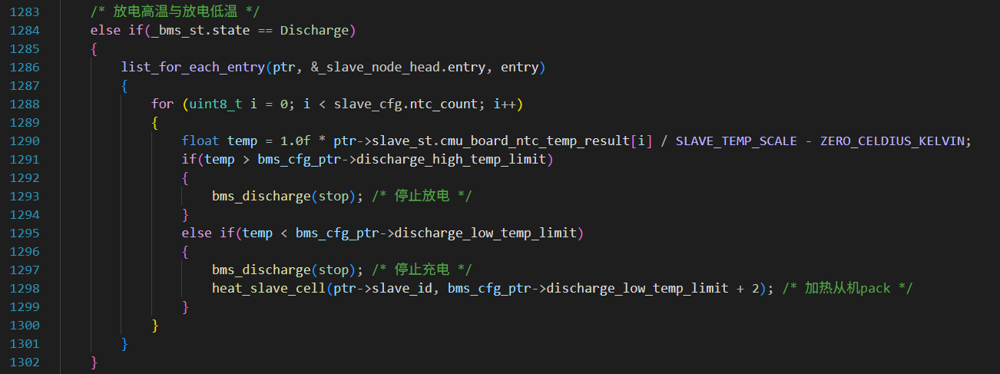 1283 /* 放电高温与放电低温 */
1284 else if(_bms_st.state == Discharge)
1285 {
1286 list_for_each_entry(ptr, &_slave_node_head.entry, entry)
1287 {
1288 for (uint8_t i = 0; i < slave_cfg.ntc_count; i++)
1289 {
1290 float temp = 1.0f * ptr->slave_st.cmu_board_ntc_temp_result[i] / SLAVE_TEMP_SCALE - ZERO_CELDIUS_KELVIN;
1291 if(temp > bms_cfg_ptr->discharge_high_temp_limit)
1292 {
1293 bms_discharge(stop); /* 停止放电 */
1294 }
1295 else if(temp < bms_cfg_ptr->discharge_low_temp_limit)
1296 {
1297 bms_discharge(stop); /* 停止充电 */
1298 heat_slave_cell(ptr->slave_id, bms_cfg_ptr->discharge_low_temp_limit + 2); /* 加热从机pack */
1299 }
1300 }
1301 }
1302 }